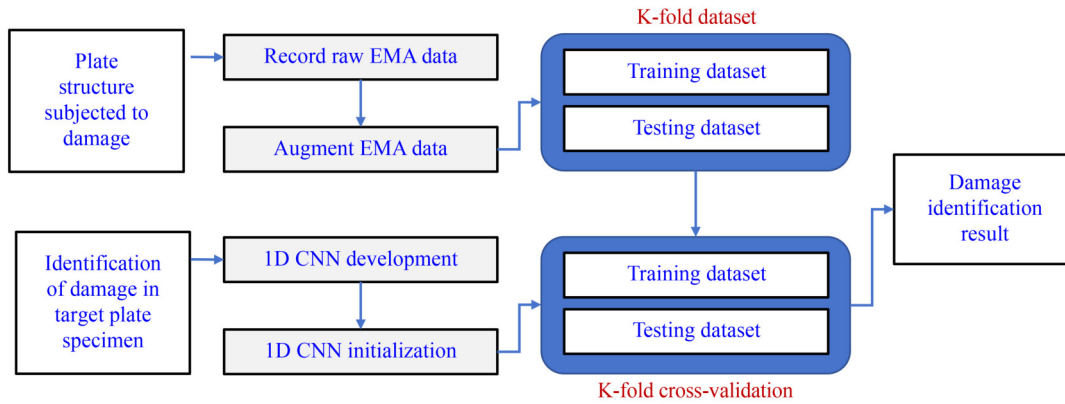 K-fold dataset
Plate
structure
subjected to
damage
Record raw EMA data
Augment EMA data
Training dataset
Testing dataset
Identification
of damage in
target plate
specimen
1D CNN development
1D CNN initialization
Training dataset
Testing dataset
K-fold cross-validation
Damage
identification
result